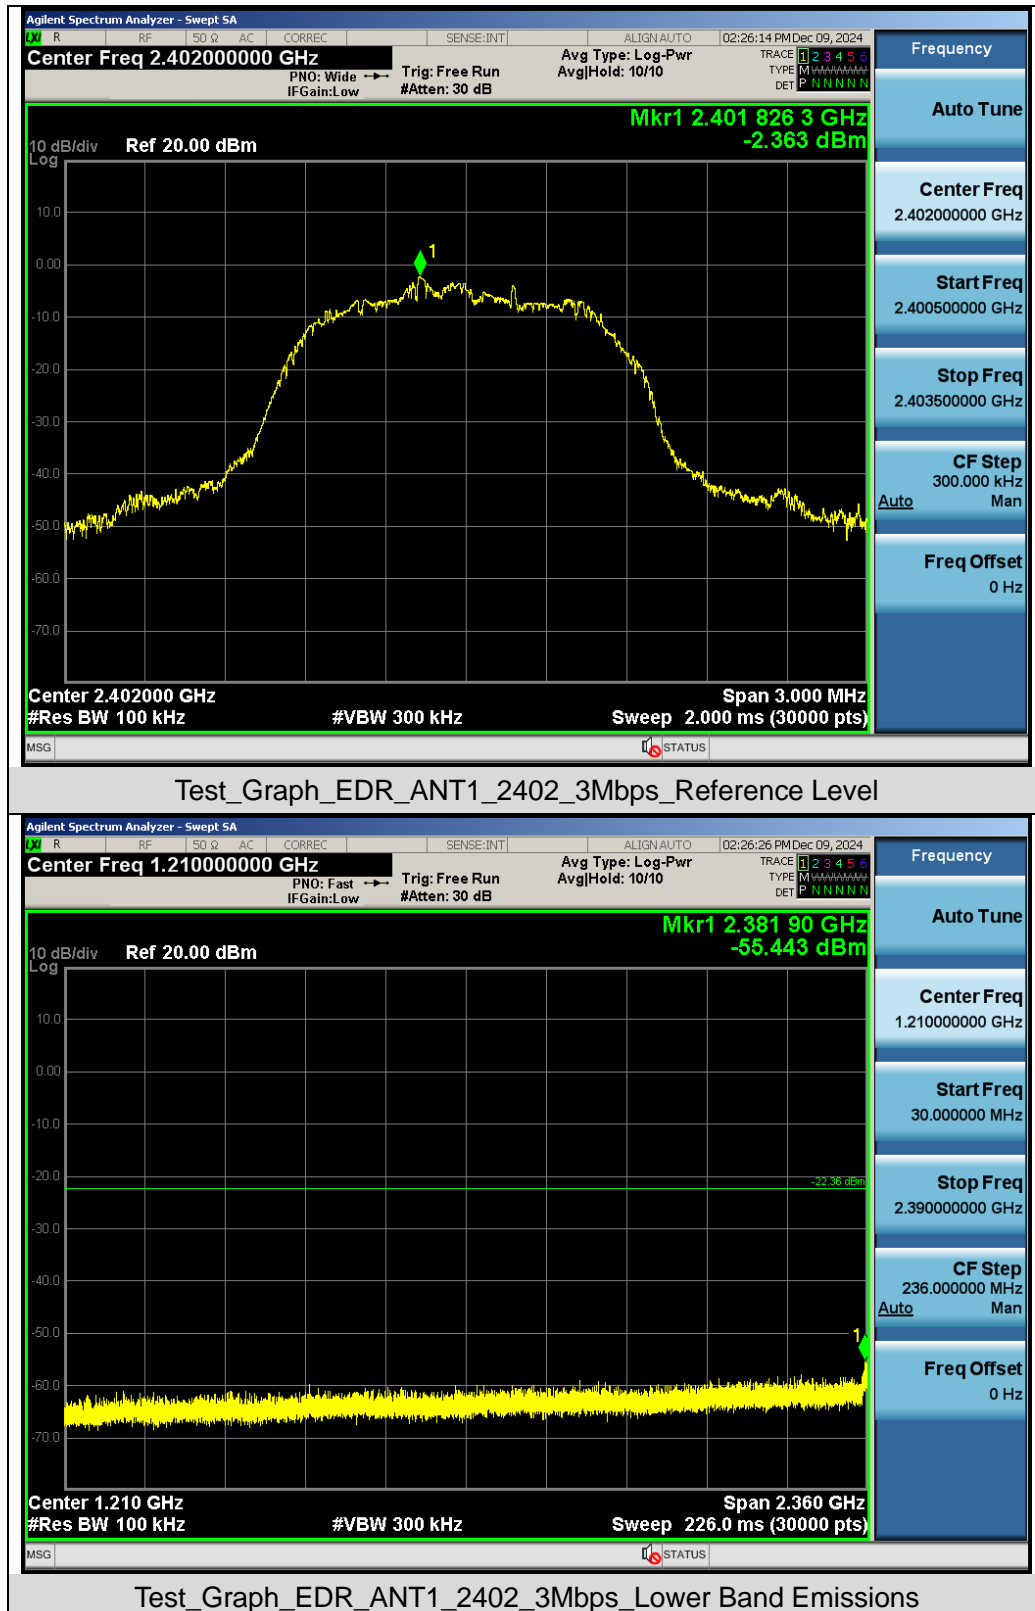 Agilent Spectrum Analyzer - Swept SA
LXI R RF 50 Ω AC CORREC SENSE:INT ALIGN AUTO 02:26:14 PM Dec 09, 2024
Center Freq 2.402000000 GHz
PNO: Wide
IFGain:Low
Trig: Free Run
#Atten: 30 dB
Avg Type: Log-Pwr
Avg|Hold: 10/10
TRACE 1 2 3 4 5 6
TYPE M
DET P N N N N N
Mkr1 2.401 826 3 GHz
-2.363 dBm
10 dB/div Ref 20.00 dBm
Log
10.0
0.00
-10.0
-20.0
-30.0
-40.0
-50.0
-60.0
-70.0
1
Center 2.402000 GHz Span 3.000 MHz
#Res BW 100 kHz #VBW 300 kHz Sweep 2.000 ms (30000 pts)
MSG STATUS
Frequency
Auto Tune
Center Freq
2.402000000 GHz
Start Freq
2.400500000 GHz
Stop Freq
2.403500000 GHz
CF Step
300.000 kHz
Auto Man
Freq Offset
0 Hz
Test_Graph_EDR_ANT1_2402_3Mbps_Reference Level
Agilent Spectrum Analyzer - Swept SA
LXI R RF 50 Ω AC CORREC SENSE:INT ALIGN AUTO 02:26:26 PM Dec 09, 2024
Center Freq 1.210000000 GHz
PNO: Fast
IFGain:Low
Trig: Free Run
#Atten: 30 dB
Avg Type: Log-Pwr
Avg|Hold: 10/10
TRACE 1 2 3 4 5 6
TYPE M
DET P N N N N N
Mkr1 2.381 90 GHz
-55.443 dBm
10 dB/div Ref 20.00 dBm
Log
10.0
0.00
-10.0
-20.0
-30.0
-40.0
-50.0
-60.0
-70.0
-22.36 dBm
1
Center 1.210 GHz Span 2.360 GHz
#Res BW 100 kHz #VBW 300 kHz Sweep 226.0 ms (30000 pts)
MSG STATUS
Frequency
Auto Tune
Center Freq
1.210000000 GHz
Start Freq
30.000000 MHz
Stop Freq
2.390000000 GHz
CF Step
236.000000 MHz
Auto Man
Freq Offset
0 Hz
Test_Graph_EDR_ANT1_2402_3Mbps_Lower Band Emissions